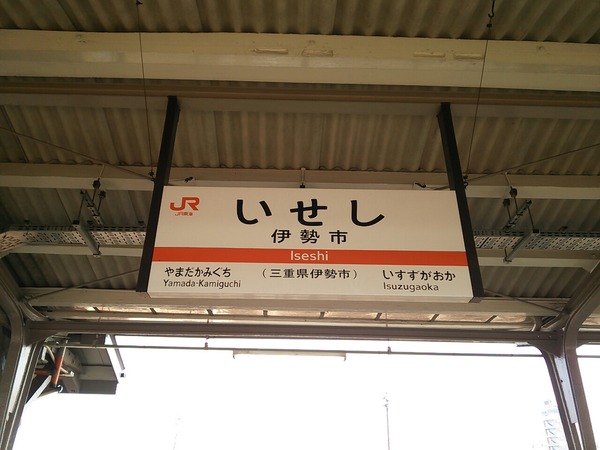 JR
JR東海
いせし
伊勢市
Iseshi
やまだかみぐち
Yamada-Kamiguchi
（三重県伊勢市）
いすずがおか
Isuzugaoka